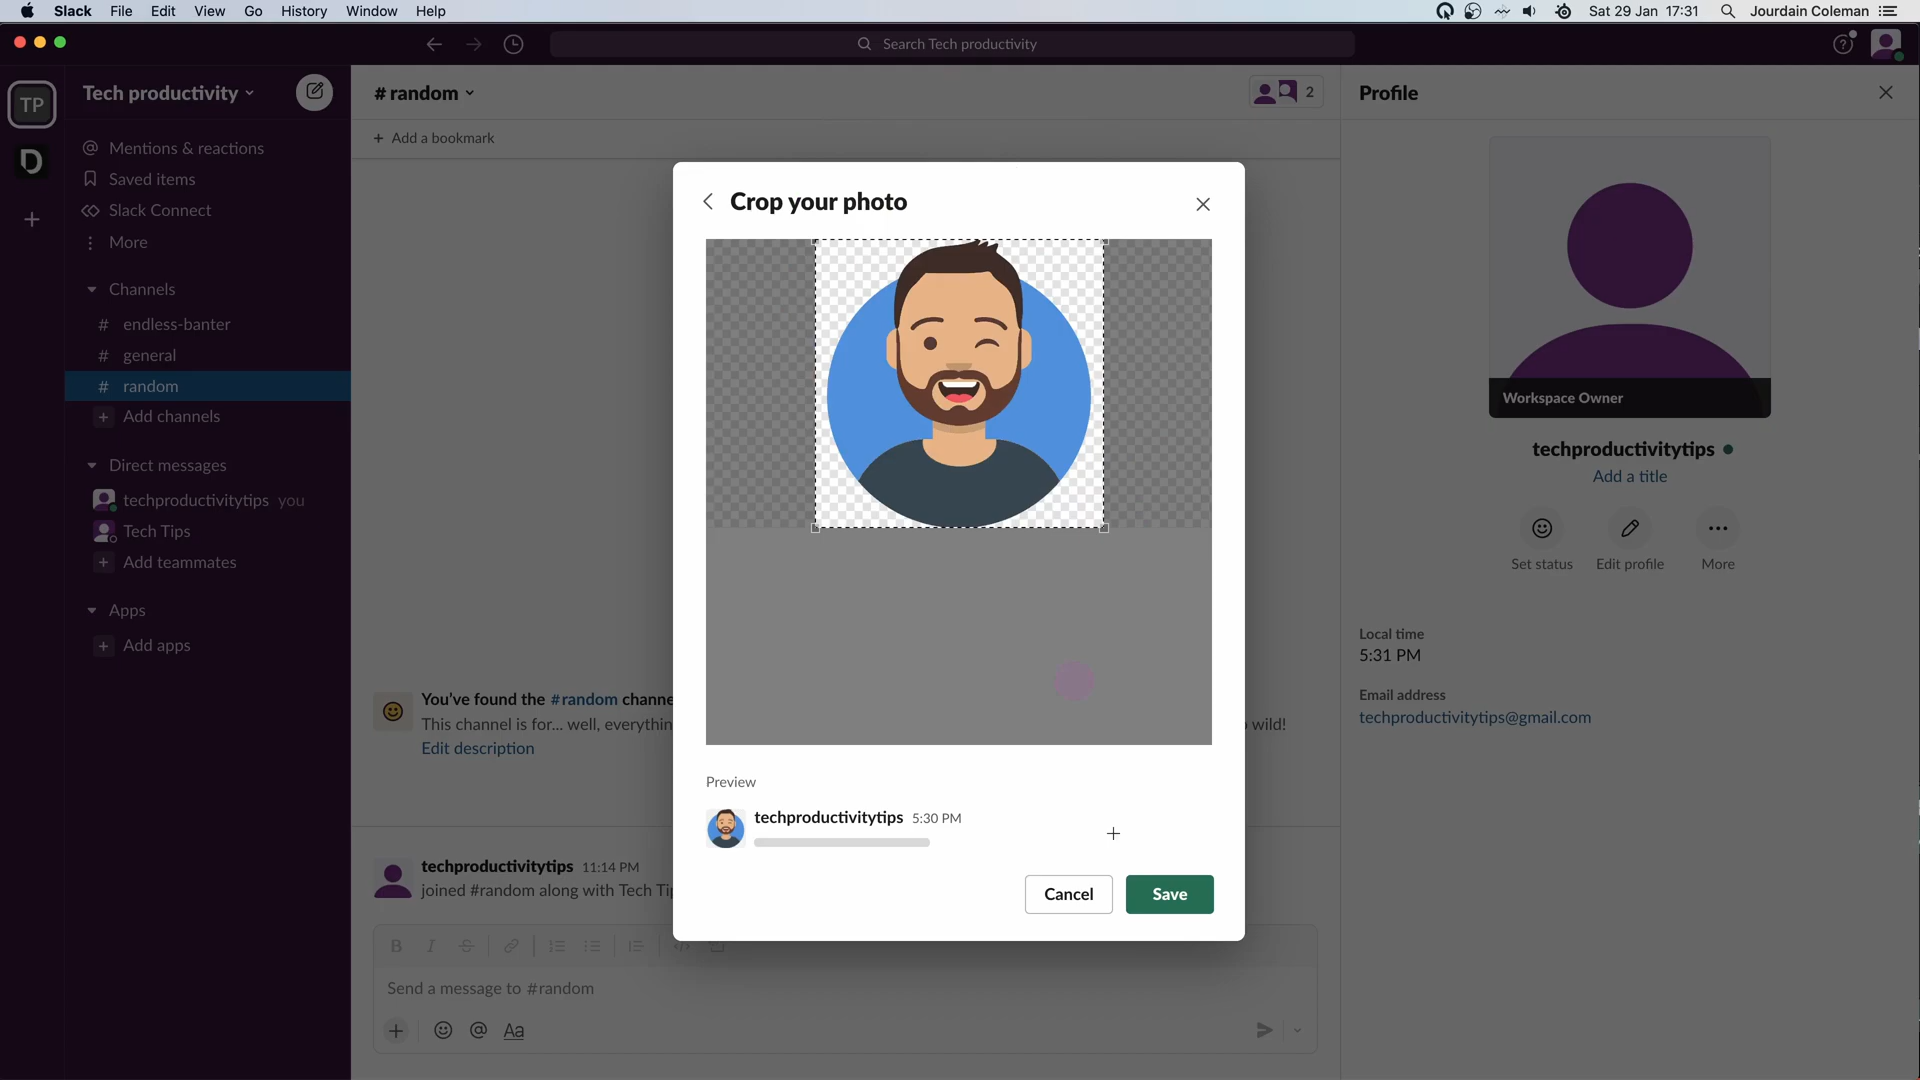 Slack File Edit View Go History Window Help Sat 29 Jan 17:31 Jourdain Coleman
Search Tech productivity
TP
D
Tech productivity
Mentions & reactions
Saved items
Slack Connect
More
Channels
# endless-banter
# general
# random
+ Add channels
Direct messages
techproductivitytips you
Tech Tips
+ Add teammates
Apps
+ Add apps
# random
2
+ Add a bookmark
You've found the #random channe
This channel is for... well, everythin
o wild!
Edit description
techproductivitytips 11:14 PM
joined #random along with Tech Ti
B I S
Send a message to #random
@ Aa
Crop your photo
Preview
techproductivitytips 5:30 PM
Cancel
Save
Profile
Workspace Owner
techproductivitytips
Add a title
Set status Edit profile More
Local time
5:31 PM
Email address
techproductivitytips@gmail.com